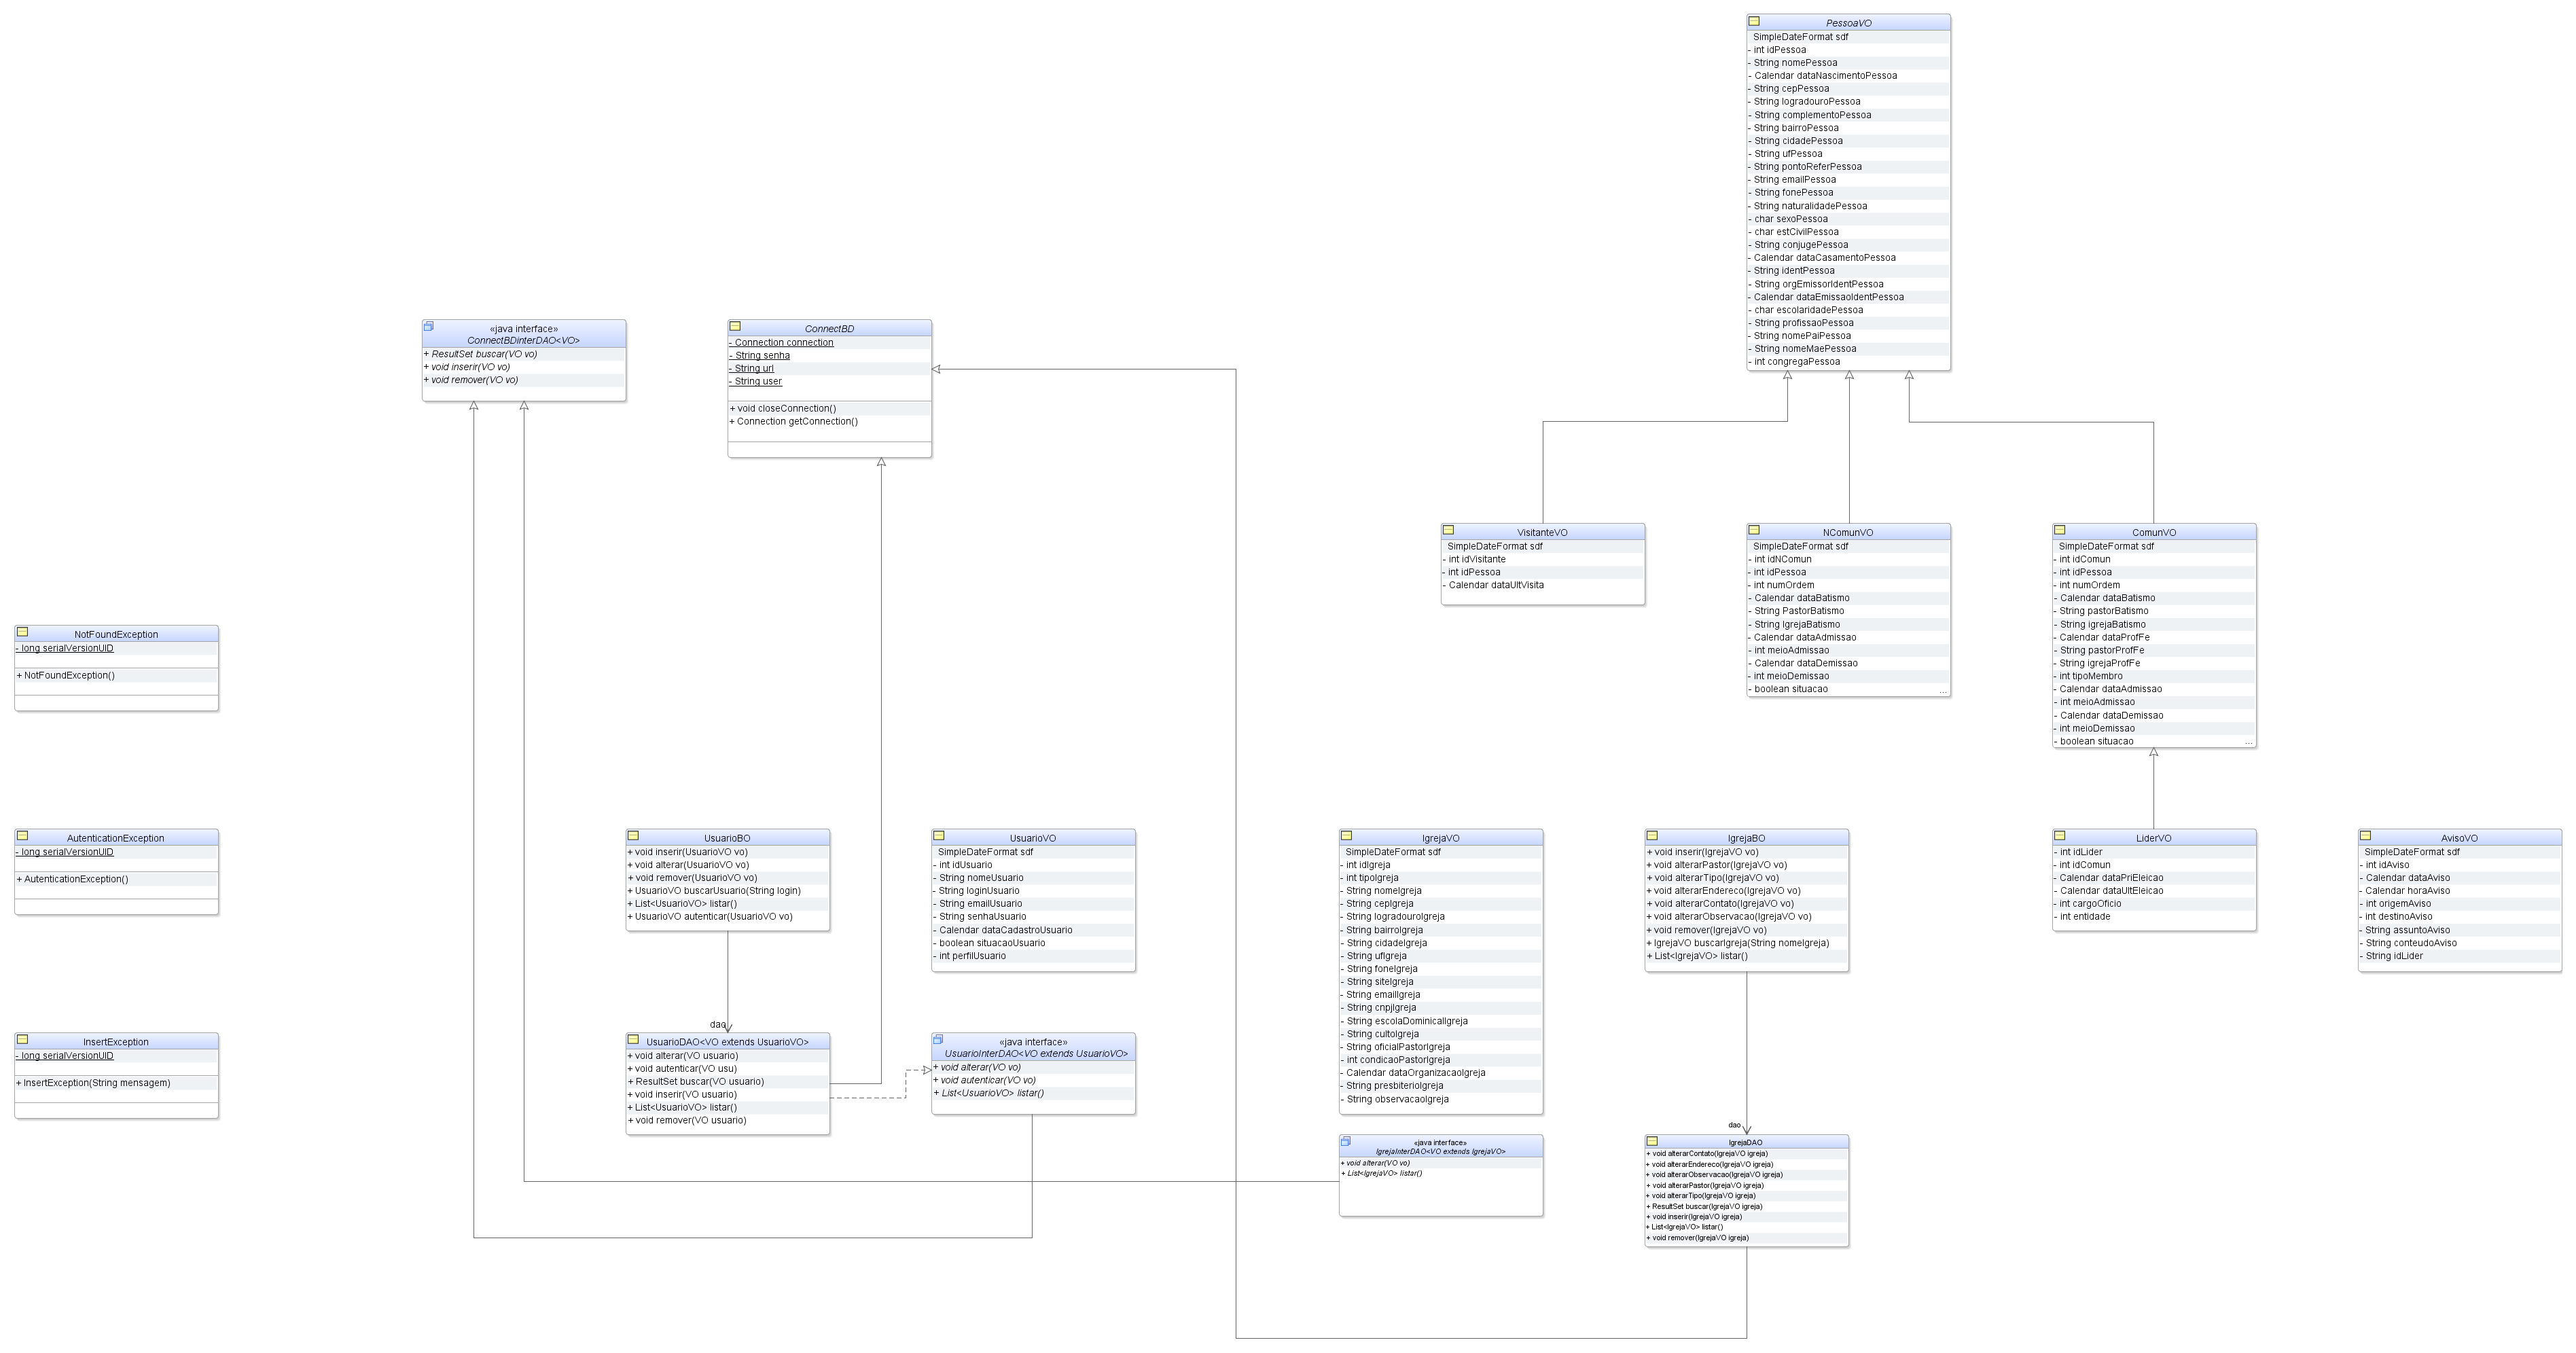 PessoaVO
SimpleDateFormat sdf
- int idPessoa
- String nomePessoa
- Calendar dataNascimentoPessoa
- String cepPessoa
- String logradouroPessoa
- String complementoPessoa
- String bairroPessoa
- String cidadePessoa
- String ufPessoa
- String pontoReferPessoa
- String emailPessoa
- String fonePessoa
- String naturalidadePessoa
- char sexoPessoa
- char estCivilPessoa
- String conjugePessoa
- Calendar dataCasamentoPessoa
- String identPessoa
- String orgEmissorIdentPessoa
- Calendar dataEmissaoIdentPessoa
- char escolaridadePessoa
- String profissaoPessoa
- String nomePaiPessoa
- String nomeMaePessoa
- int congregaPessoa
«java interface»
ConnectBDinterDAO<VO>
+ ResultSet buscar(VO vo)
+ void inserir(VO vo)
+ void remover(VO vo)
ConnectBD
- Connection connection
- String senha
- String url
- String user
+ void closeConnection()
+ Connection getConnection()
VisitanteVO
SimpleDateFormat sdf
- int idVisitante
- int idPessoa
- Calendar dataUltVisita
NComunVO
SimpleDateFormat sdf
- int idNComun
- int idPessoa
- int numOrdem
- Calendar dataBatismo
- String PastorBatismo
- String IgrejaBatismo
- Calendar dataAdmissao
- int meioAdmissao
- Calendar dataDemissao
- int meioDemissao
- boolean situacao ...
ComunVO
SimpleDateFormat sdf
- int idComun
- int idPessoa
- int numOrdem
- Calendar dataBatismo
- String pastorBatismo
- String igrejaBatismo
- Calendar dataProfFe
- String pastorProfFe
- String igrejaProfFe
- int tipoMembro
- Calendar dataAdmissao
- int meioAdmissao
- Calendar dataDemissao
- int meioDemissao
- boolean situacao ...
NotFoundException
- long serialVersionUID
+ NotFoundException()
AutenticationException
- long serialVersionUID
+ AutenticationException()
UsuarioBO
+ void inserir(UsuarioVO vo)
+ void alterar(UsuarioVO vo)
+ void remover(UsuarioVO vo)
+ UsuarioVO buscarUsuario(String login)
+ List<UsuarioVO> listar()
+ UsuarioVO autenticar(UsuarioVO vo)
UsuarioVO
SimpleDateFormat sdf
- int idUsuario
- String nomeUsuario
- String loginUsuario
- String emailUsuario
- String senhaUsuario
- Calendar dataCadastroUsuario
- boolean situacaoUsuario
- int perfilUsuario
IgrejaVO
SimpleDateFormat sdf
- int idIgreja
- int tipoIgreja
- String nomeIgreja
- String cepIgreja
- String logradouroIgreja
- String bairroIgreja
- String cidadeIgreja
- String ufIgreja
- String foneIgreja
- String siteIgreja
- String emailIgreja
- String cnpjIgreja
- String escolaDominicalIgreja
- String cultoIgreja
- String oficialPastorIgreja
- int condicaoPastorIgreja
- Calendar dataOrganizacaoIgreja
- String presbiterioIgreja
- String observacaoIgreja
IgrejaBO
+ void inserir(IgrejaVO vo)
+ void alterarPastor(IgrejaVO vo)
+ void alterarTipo(IgrejaVO vo)
+ void alterarEndereco(IgrejaVO vo)
+ void alterarContato(IgrejaVO vo)
+ void alterarObservacao(IgrejaVO vo)
+ void remover(IgrejaVO vo)
+ IgrejaVO buscarIgreja(String nomeIgreja)
+ List<IgrejaVO> listar()
LiderVO
- int idLider
- int idComun
- Calendar dataPriEleicao
- Calendar dataUltEleicao
- int cargoOficio
- int entidade
AvisoVO
SimpleDateFormat sdf
- int idAviso
- Calendar dataAviso
- Calendar horaAviso
- int origemAviso
- int destinoAviso
- String assuntoAviso
- String conteudoAviso
- String idLider
InsertException
- long serialVersionUID
+ InsertException(String mensagem)
dao
UsuarioDAO<VO extends UsuarioVO>
+ void alterar(VO usuario)
+ void autenticar(VO usu)
+ ResultSet buscar(VO usuario)
+ void inserir(VO usuario)
+ List<UsuarioVO> listar()
+ void remover(VO usuario)
«java interface»
UsuarioInterDAO<VO extends UsuarioVO>
+ void alterar(VO vo)
+ void autenticar(VO vo)
+ List<UsuarioVO> listar()
«java interface»
IgrejaInterDAO<VO extends IgrejaVO>
+ void alterar(VO vo)
+ List<IgrejaVO> listar()
dao
IgrejaDAO
+ void alterarContato(IgrejaVO igreja)
+ void alterarEndereco(IgrejaVO igreja)
+ void alterarObservacao(IgrejaVO igreja)
+ void alterarPastor(IgrejaVO igreja)
+ void alterarTipo(IgrejaVO igreja)
+ ResultSet buscar(IgrejaVO igreja)
+ void inserir(IgrejaVO igreja)
+ List<IgrejaVO> listar()
+ void remover(IgrejaVO igreja)